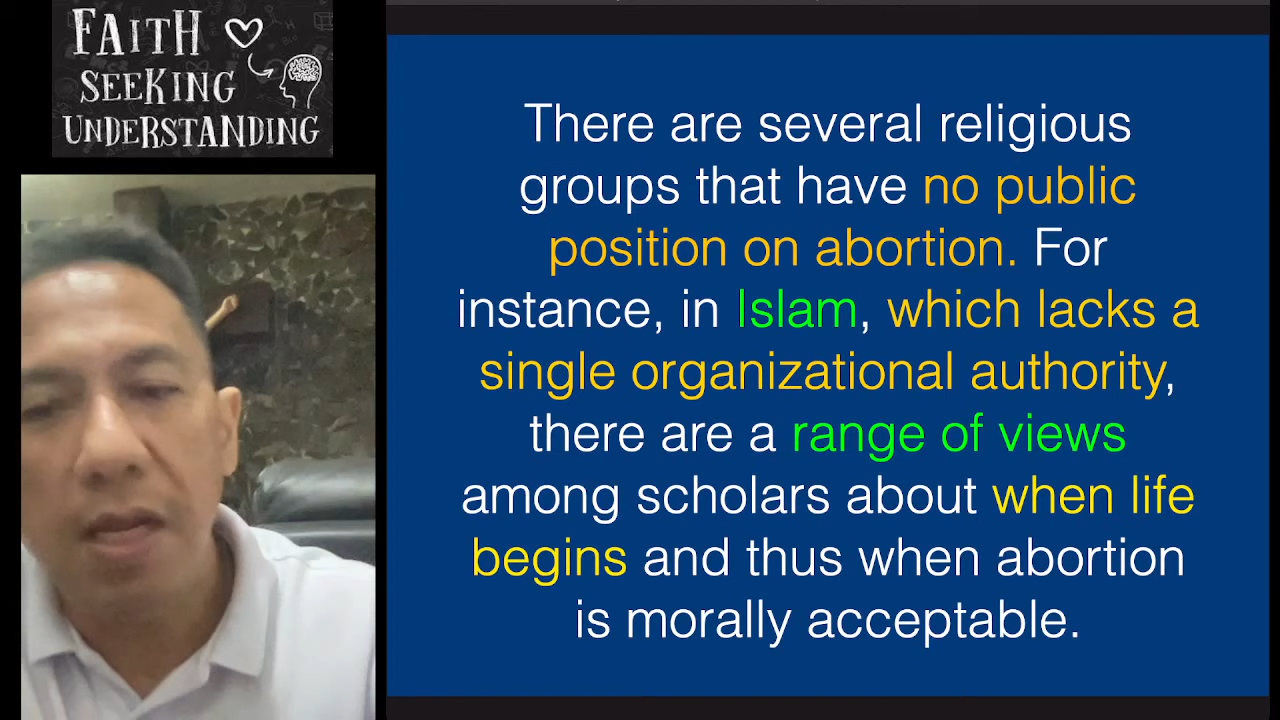 FAITH
SEEKING
UNDERSTANDING
There are several religious
groups that have no public
position on abortion. For
instance, in Islam, which lacks a
single organizational authority,
there are a range of views
among scholars about when life
begins and thus when abortion
is morally acceptable.